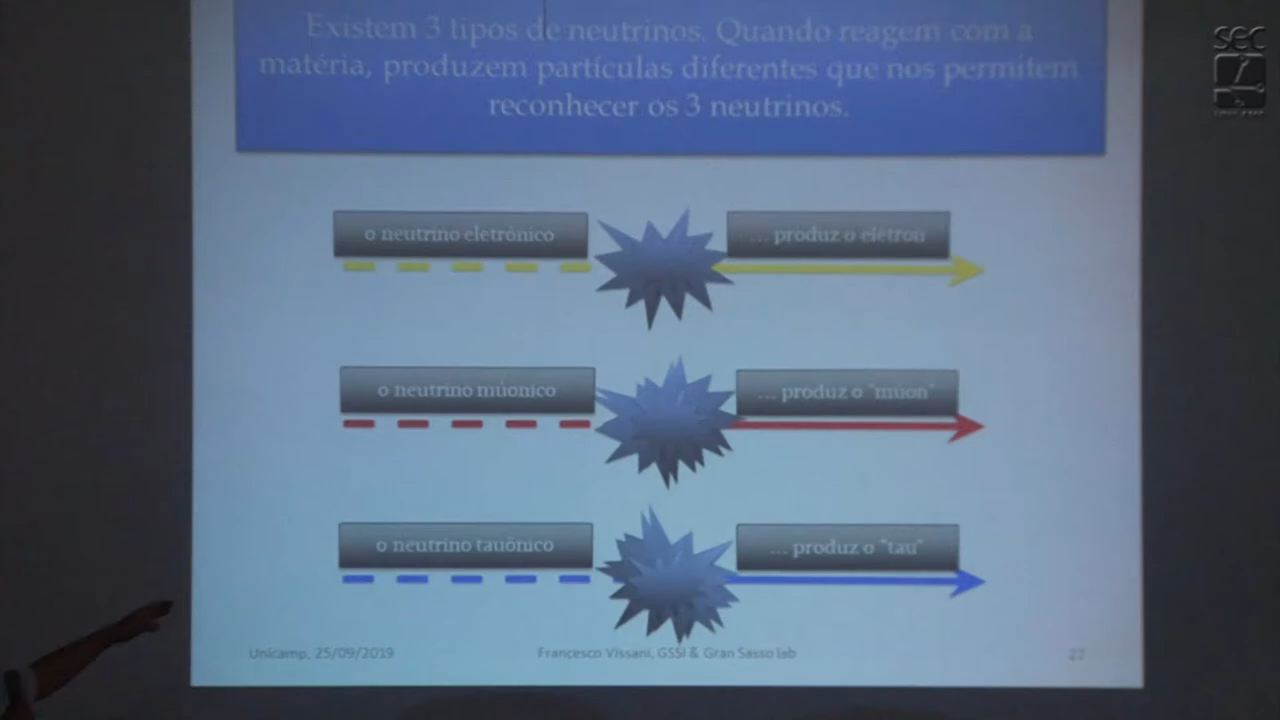 Existem 3 tipos de neutrinos. Quando reagem com a
matéria, produzem partículas diferentes que nos permitem
reconhecer os 3 neutrinos.
o neutrino eletrônico
... produz o elétron
o neutrino múonico
... produz o "múon"
o neutrino tauônico
... produz o "tau"
Unicamp, 25/09/2019
Francesco Vissani, GSSI & Gran Sasso lab
27
sec